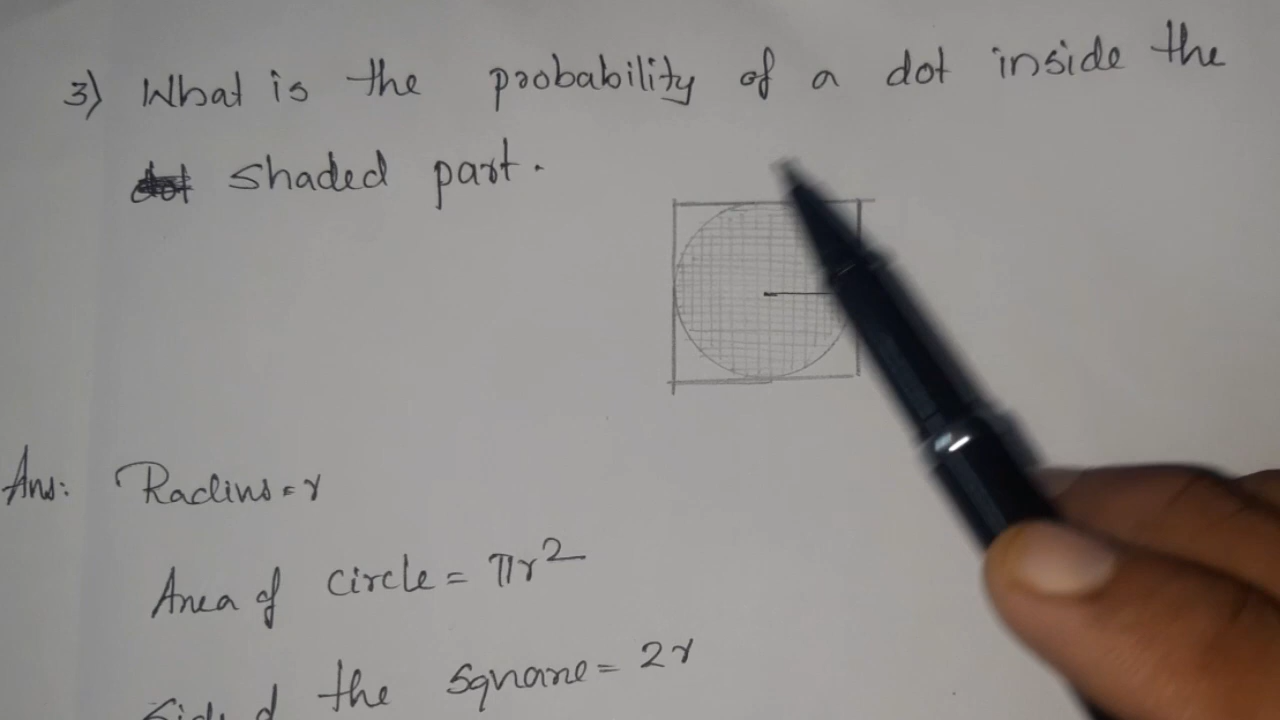 3) What is the probability of a dot inside the
shaded part.
Ans: Radius = r
Area of circle = πr²
the square = 2r